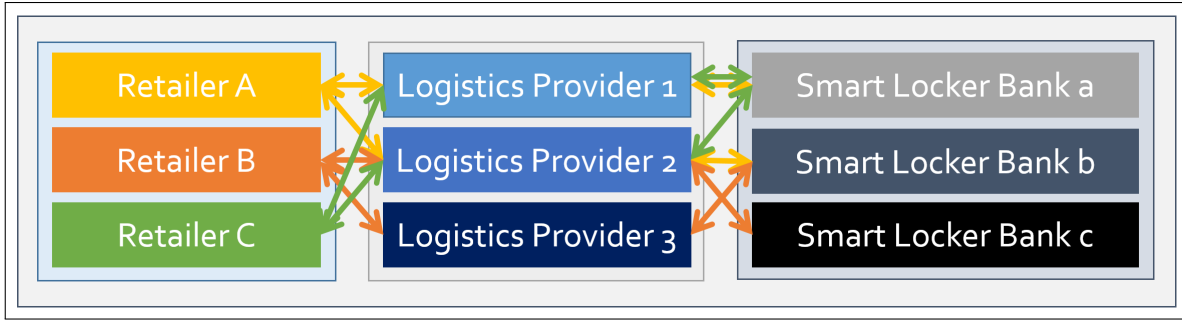 Retailer A
Logistics Provider 1
Smart Locker Bank a
Retailer B
Logistics Provider 2
Smart Locker Bank b
Retailer C
Logistics Provider 3
Smart Locker Bank c